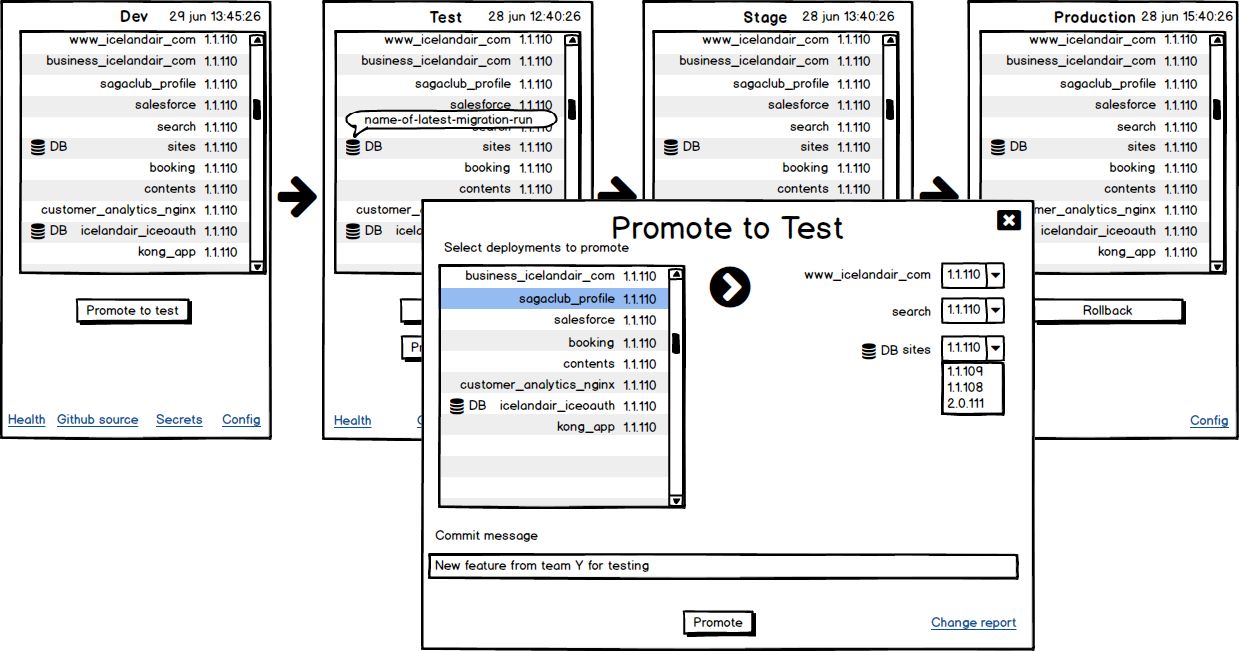 Dev 29 jun 13:45:26
www_icelandair_com 1.1.110
business_icelandair_com 1.1.110
sagaclub_profile 1.1.110
salesforce 1.1.110
search 1.1.110
DB sites 1.1.110
booking 1.1.110
contents 1.1.110
customer_analytics_nginx 1.1.110
DB icelandair_iceoauth 1.1.110
kong_app 1.1.110
Promote to test
Health Github source Secrets Config
Test 28 jun 12:40:26
www_icelandair_com 1.1.110
business_icelandair_com 1.1.110
sagaclub_profile 1.1.110
salesforce 1.1.110
name-of-latest-migration-run
search 1.1.110
DB sites 1.1.110
booking 1.1.110
contents 1.1.110
customer_
DB icela
Pr
Health
Stage 28 jun 13:40:26
www_icelandair_com 1.1.110
business_icelandair_com 1.1.110
sagaclub_profile 1.1.110
salesforce 1.1.110
search 1.1.110
DB sites 1.1.110
booking 1.1.110
contents 1.1.110
Production 28 jun 15:40:26
www_icelandair_com 1.1.110
business_icelandair_com 1.1.110
sagaclub_profile 1.1.110
salesforce 1.1.110
search 1.1.110
DB sites 1.1.110
booking 1.1.110
contents 1.1.110
mer_analytics_nginx 1.1.110
icelandair_iceoauth 1.1.110
kong_app 1.1.110
Rollback
Config
Promote to Test
Select deployments to promote
business_icelandair_com 1.1.110
sagaclub_profile 1.1.110
salesforce 1.1.110
booking 1.1.110
contents 1.1.110
customer_analytics_nginx 1.1.110
DB icelandair_iceoauth 1.1.110
kong_app 1.1.110
www_icelandair_com 1.1.110
search 1.1.110
DB sites 1.1.110
1.1.109
1.1.108
2.0.111
Commit message
New feature from team Y for testing
Promote
Change report